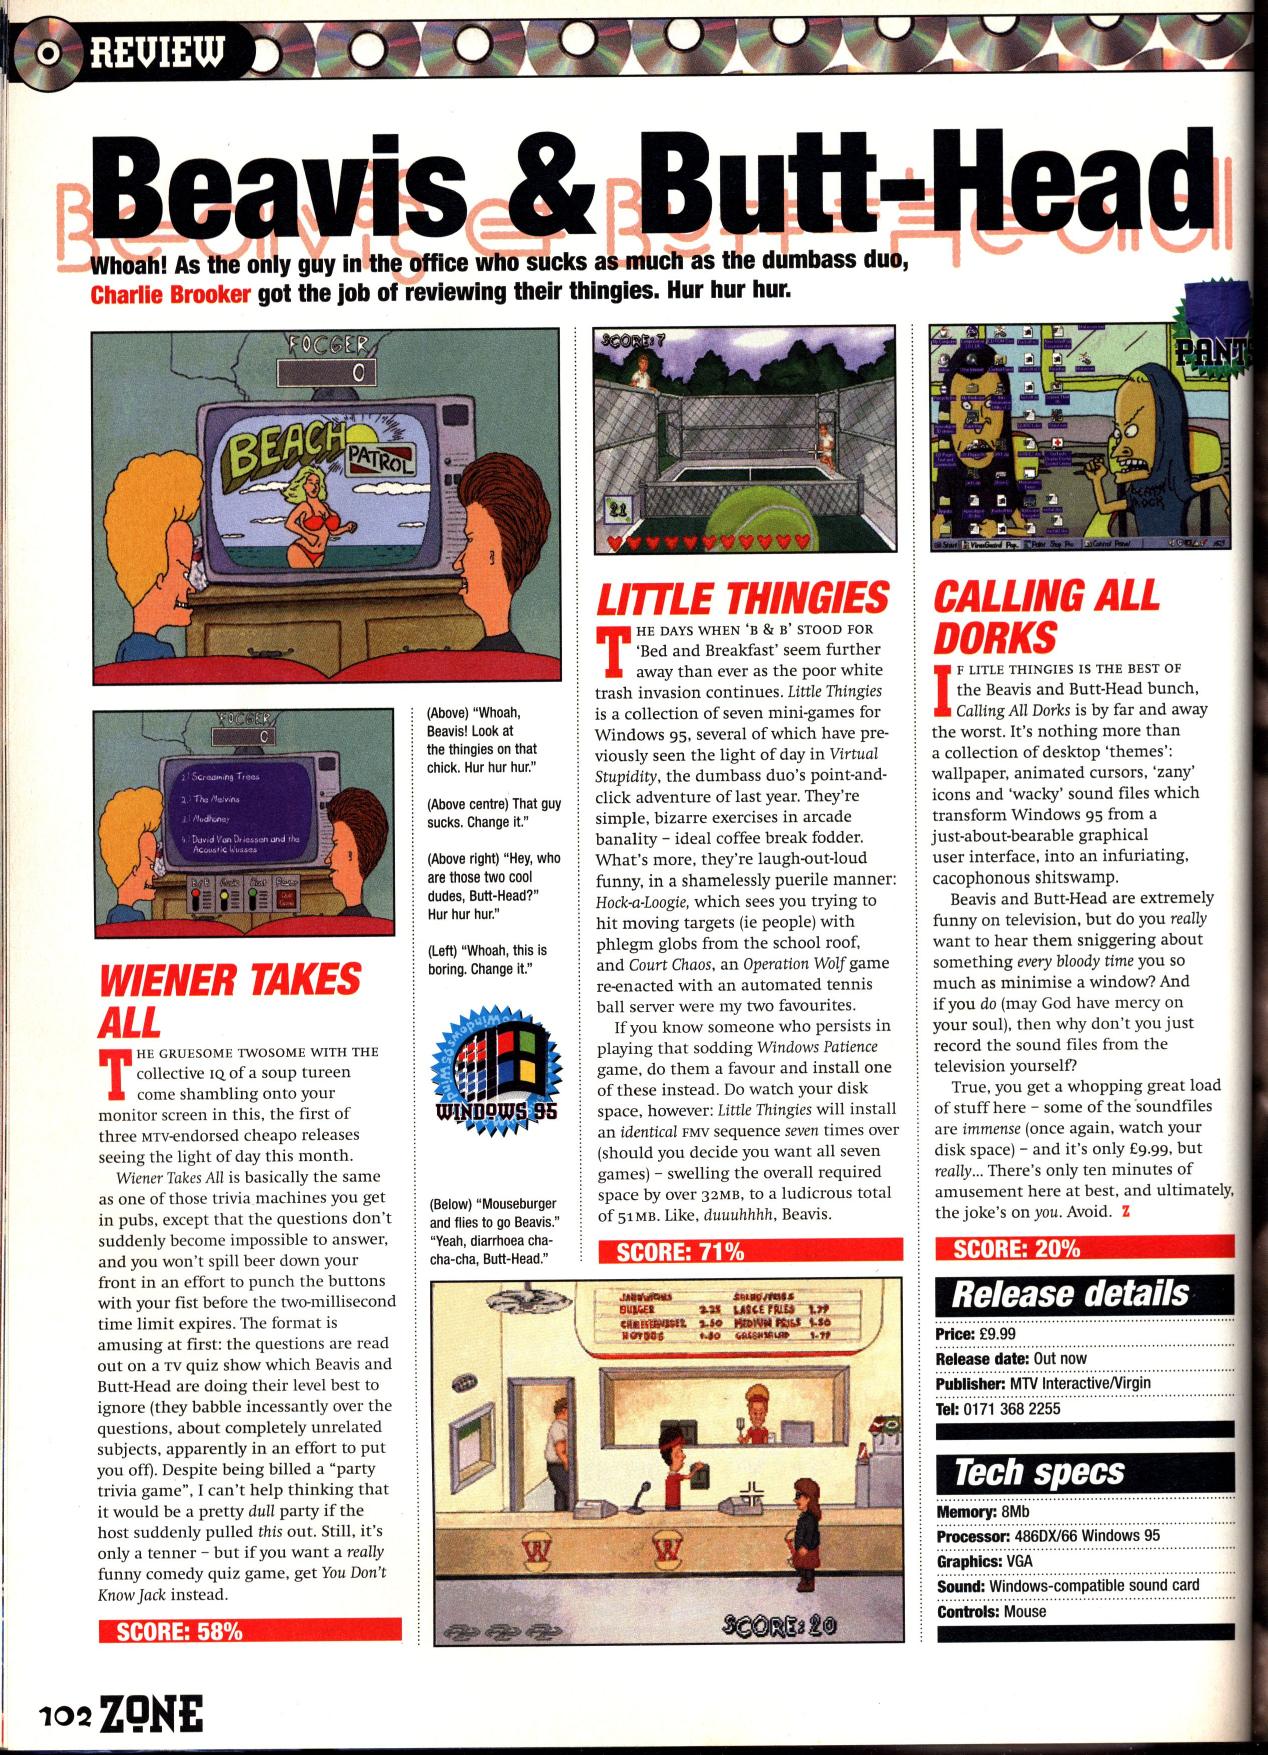 REVIEW
Beavis & Butt-Head
Whoah! As the only guy in the office who sucks as much as the dumbass duo,
Charlie Brooker got the job of reviewing their thingies. Hur hur hur.
FOCGER
0
BEACH
PATROL
FOCGER
0
2.! Screaming Trees
2.! The Melvins
3.! Mudhoney
4.! David Van Driessen and the
Acoustic Wusses
WIENER TAKES
ALL
THE GRUESOME TWOSOME WITH THE
collective IQ of a soup tureen
come shambling onto your
monitor screen in this, the first of
three MTV-endorsed cheapo releases
seeing the light of day this month.
Wiener Takes All is basically the same
as one of those trivia machines you get
in pubs, except that the questions don't
suddenly become impossible to answer,
and you won't spill beer down your
front in an effort to punch the buttons
with your fist before the two-millisecond
time limit expires. The format is
amusing at first: the questions are read
out on a TV quiz show which Beavis and
Butt-Head are doing their level best to
ignore (they babble incessantly over the
questions, about completely unrelated
subjects, apparently in an effort to put
you off). Despite being billed a "party
trivia game", I can't help thinking that
it would be a pretty dull party if the
host suddenly pulled this out. Still, it's
only a tenner – but if you want a really
funny comedy quiz game, get You Don't
Know Jack instead.
SCORE: 58%
(Above) "Whoah,
Beavis! Look at
the thingies on that
chick. Hur hur hur."
(Above centre) That guy
sucks. Change it."
(Above right) "Hey, who
are those two cool
dudes, Butt-Head?"
Hur hur hur."
(Left) "Whoah, this is
boring. Change it."
WINDOWS 95
(Below) "Mouseburger
and flies to go Beavis."
"Yeah, diarrhoea cha-
cha-cha, Butt-Head."
SCORE: 7
21
LITTLE THINGIES
THE DAYS WHEN 'B & B' STOOD FOR
'Bed and Breakfast' seem further
away than ever as the poor white
trash invasion continues. Little Thingies
is a collection of seven mini-games for
Windows 95, several of which have pre-
viously seen the light of day in Virtual
Stupidity, the dumbass duo's point-and-
click adventure of last year. They're
simple, bizarre exercises in arcade
banality – ideal coffee break fodder.
What's more, they're laugh-out-loud
funny, in a shamelessly puerile manner:
Hock-a-Loogie, which sees you trying to
hit moving targets (ie people) with
phlegm globs from the school roof,
and Court Chaos, an Operation Wolf game
re-enacted with an automated tennis
ball server were my two favourites.
If you know someone who persists in
playing that sodding Windows Patience
game, do them a favour and install one
of these instead. Do watch your disk
space, however: Little Thingies will install
an identical FMV sequence seven times over
(should you decide you want all seven
games) – swelling the overall required
space by over 32MB, to a ludicrous total
of 51MB. Like, duuuhhhh, Beavis.
SCORE: 71%
BURGER 2.25 LARGE FRIES 1.79
CHEESEBURGER 2.50 MEDIUM FRIES 1.50
HOTDOG
SCORE: 20
PANTS
Start
Control Panel
CALLING ALL
DORKS
IF LITLE THINGIES IS THE BEST OF
the Beavis and Butt-Head bunch,
Calling All Dorks is by far and away
the worst. It's nothing more than
a collection of desktop 'themes':
wallpaper, animated cursors, 'zany'
icons and 'wacky' sound files which
transform Windows 95 from a
just-about-bearable graphical
user interface, into an infuriating,
cacophonous shitswamp.
Beavis and Butt-Head are extremely
funny on television, but do you really
want to hear them sniggering about
something every bloody time you so
much as minimise a window? And
if you do (may God have mercy on
your soul), then why don't you just
record the sound files from the
television yourself?
True, you get a whopping great load
of stuff here – some of the soundfiles
are immense (once again, watch your
disk space) – and it's only £9.99, but
really... There's only ten minutes of
amusement here at best, and ultimately,
the joke's on you. Avoid. Z
SCORE: 20%
Release details
Price: £9.99
Release date: Out now
Publisher: MTV Interactive/Virgin
Tel: 0171 368 2255
Tech specs
Memory: 8Mb
Processor: 486DX/66 Windows 95
Graphics: VGA
Sound: Windows-compatible sound card
Controls: Mouse
102 ZONE